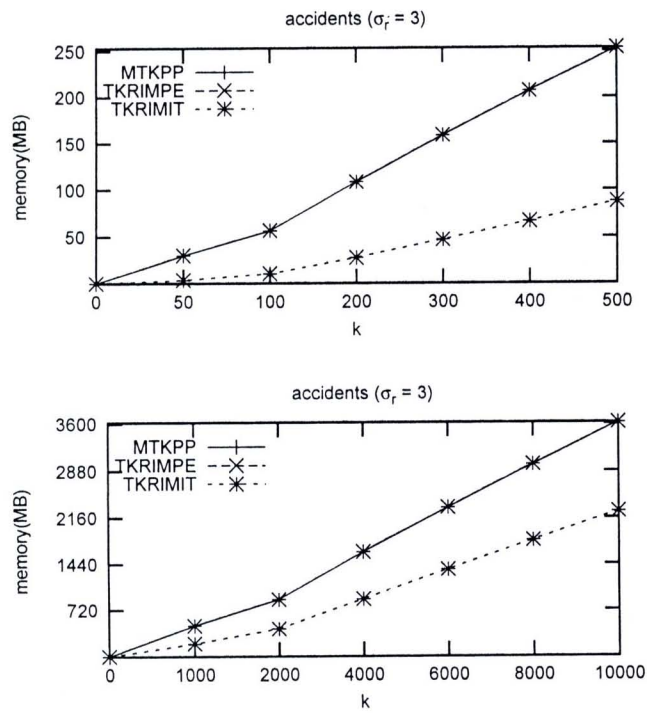 accidents (σr = 3)
250
200
150
100
50
MTKPP
TKRIMPE
TKRIMIT
memory(MB)
0 50 100 200 300 400 500
k
accidents (σr = 3)
3600
2880
2160
1440
720
MTKPP
TKRIMPE
TKRIMIT
memory(MB)
0 1000 2000 4000 6000 8000 10000
k